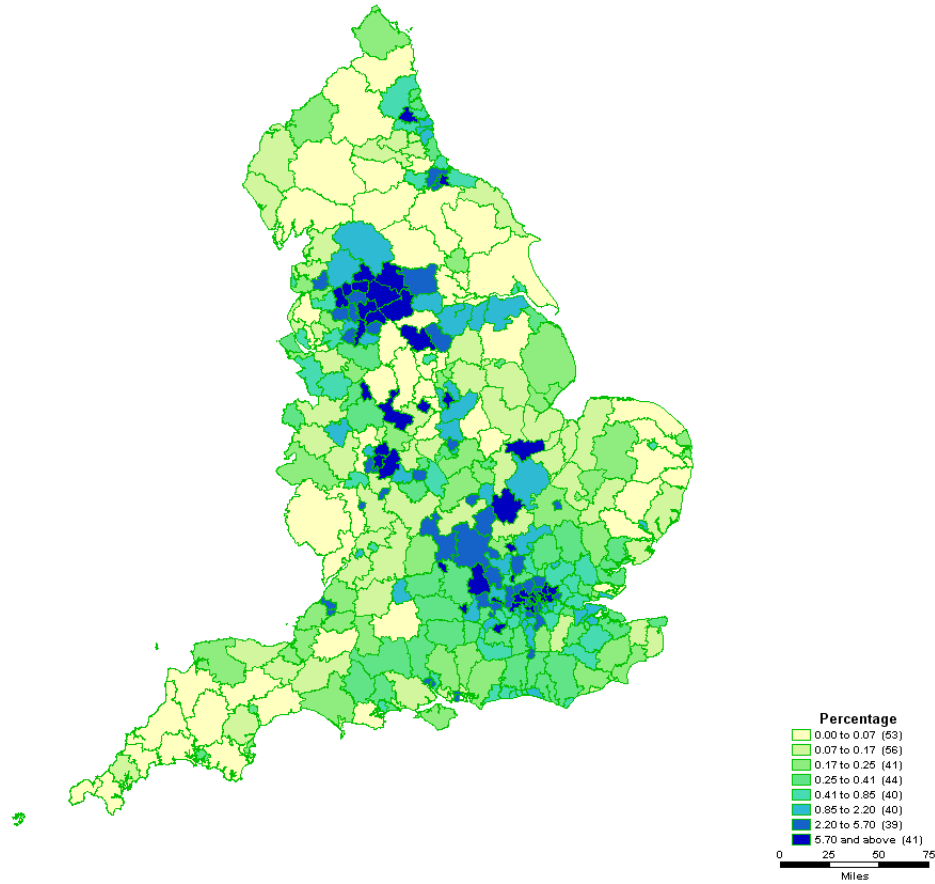 Percentage
0.00 to 0.07 (53)
0.07 to 0.17 (56)
0.17 to 0.25 (41)
0.25 to 0.41 (44)
0.41 to 0.85 (40)
0.85 to 2.20 (40)
2.20 to 5.70 (39)
5.70 and above (41)
0 25 50 75
Miles